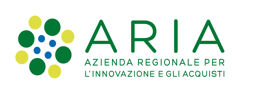 ARIA
AZIENDA REGIONALE PER
L'INNOVAZIONE E GLI ACQUISTI